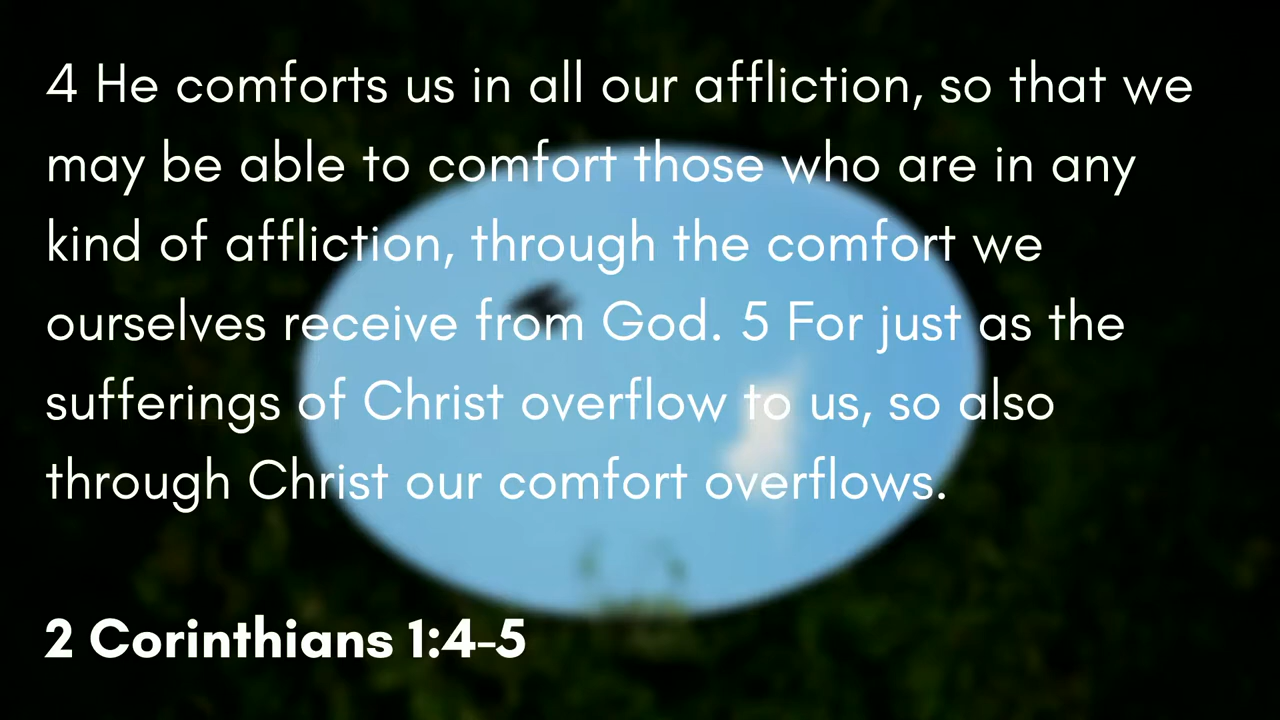 4 He comforts us in all our affliction, so that we
may be able to comfort those who are in any
kind of affliction, through the comfort we
ourselves receive from God. 5 For just as the
sufferings of Christ overflow to us, so also
through Christ our comfort overflows.
2 Corinthians 1:4-5